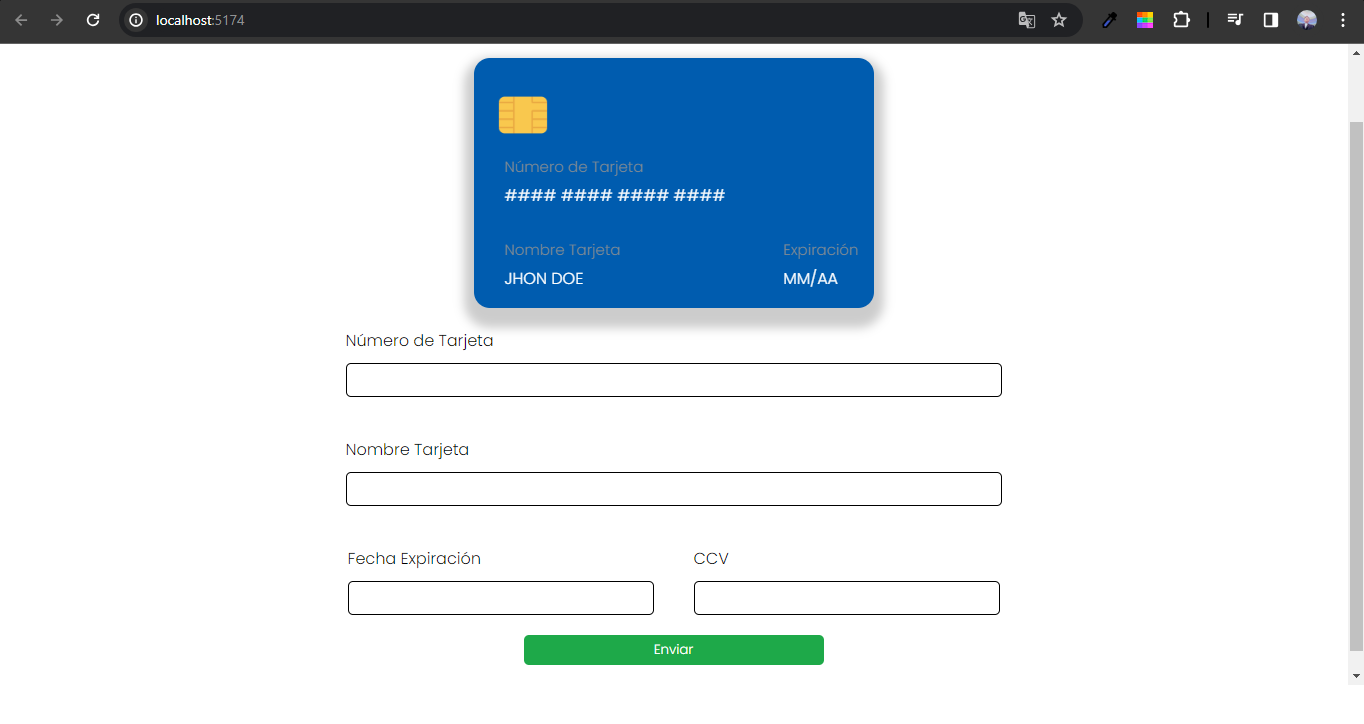 localhost:5174
Número de Tarjeta
#### #### #### ####
Nombre Tarjeta Expiración
JHON DOE MM/AA
Número de Tarjeta
Nombre Tarjeta
Fecha Expiración CCV
Enviar